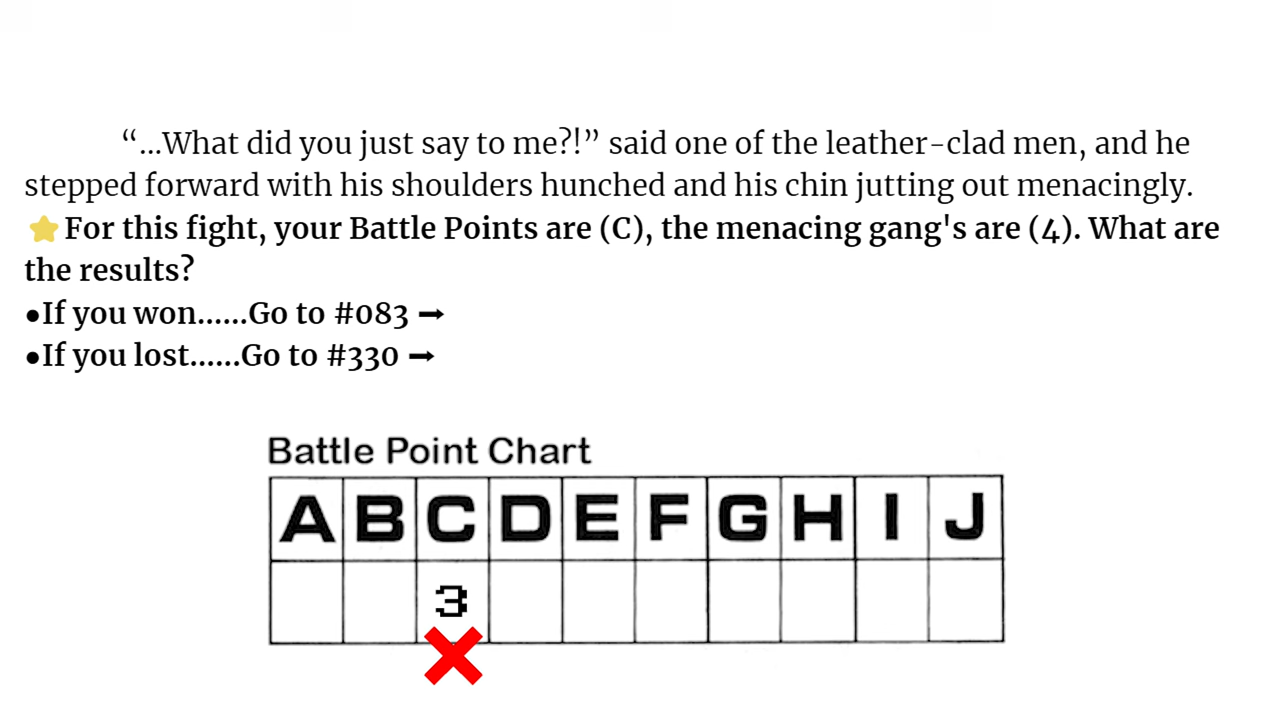 “...What did you just say to me?!” said one of the leather-clad men, and he
stepped forward with his shoulders hunched and his chin jutting out menacingly.
⭐ For this fight, your Battle Points are (C), the menacing gang's are (4). What are
the results?
●If you won......Go to #083 ➞
●If you lost......Go to #330 ➞
Battle Point Chart
A B C D E F G H I J
3